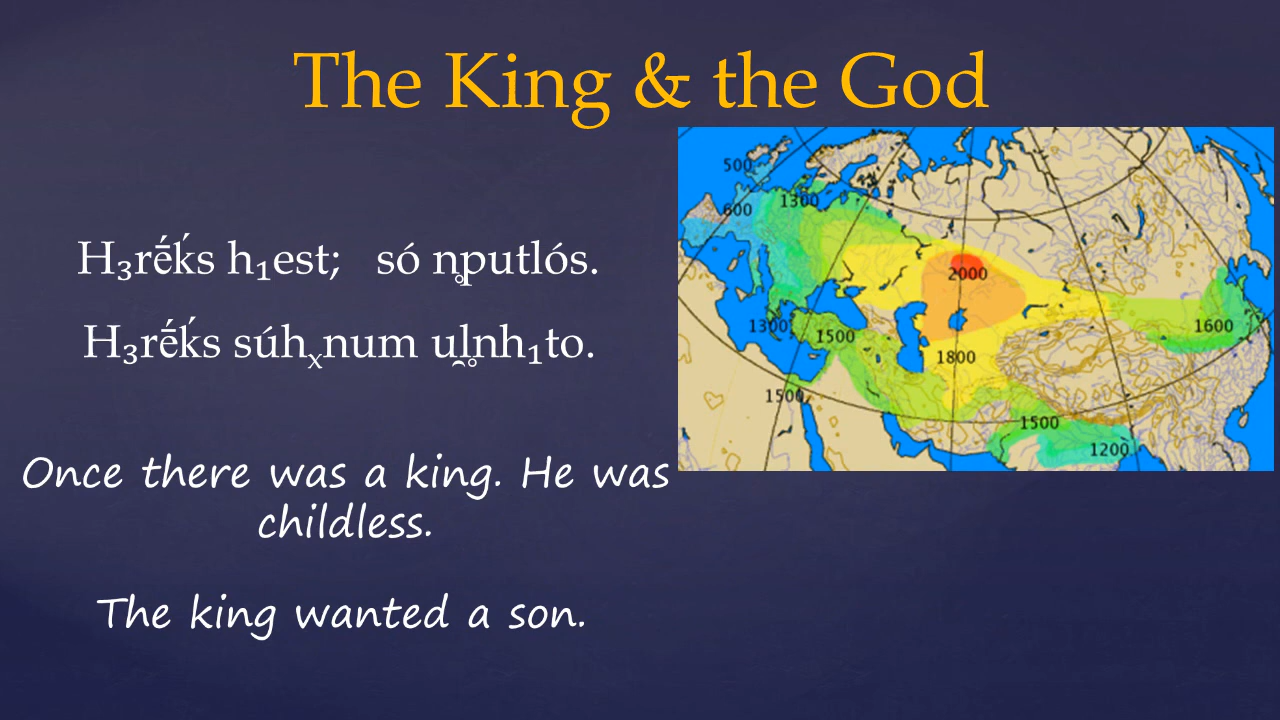 The King & the God
H₃rḗḱs h₁est; só n̥putlós.
H₃rḗḱs súhₓnum u̯l̥nh₁to.
Once there was a king. He was
childless.
The king wanted a son.
500
600
1300
2000
1300
1500
1600
1800
1500
1500
1200